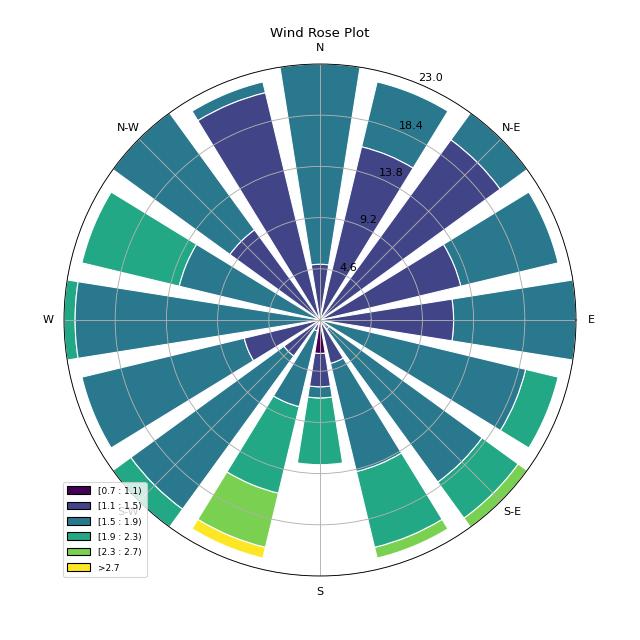 Wind Rose Plot
N
23.0
N-W
18.4
N-E
13.8
9.2
4.6
W
E
[0.7 : 1.1)
[1.1 : 1.5)
S-W
S-E
[1.5 : 1.9)
[1.9 : 2.3)
[2.3 : 2.7)
>2.7
S